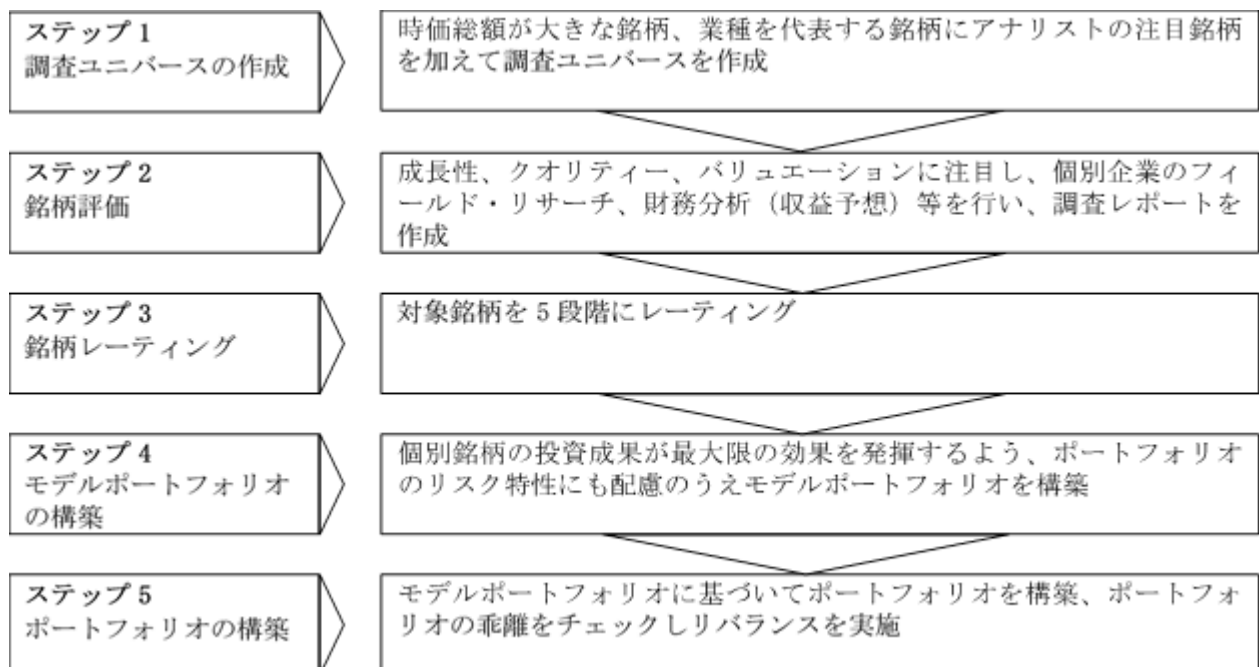 ステップ 1
調査ユニバースの作成
時価総額が大きな銘柄、業種を代表する銘柄にアナリストの注目銘柄
を加えて調査ユニバースを作成
ステップ 2
銘柄評価
成長性、クオリティー、バリュエーションに注目し、個別企業のフィ
ールド・リサーチ、財務分析（収益予想）等を行い、調査レポートを
作成
ステップ 3
銘柄レーティング
対象銘柄を 5 段階にレーティング
ステップ 4
モデルポートフォリオ
の構築
個別銘柄の投資成果が最大限の効果を発揮するよう、ポートフォリオ
のリスク特性にも配慮のうえモデルポートフォリオを構築
ステップ 5
ポートフォリオの構築
モデルポートフォリオに基づいてポートフォリオを構築、ポートフォ
リオの乖離をチェックしリバランスを実施